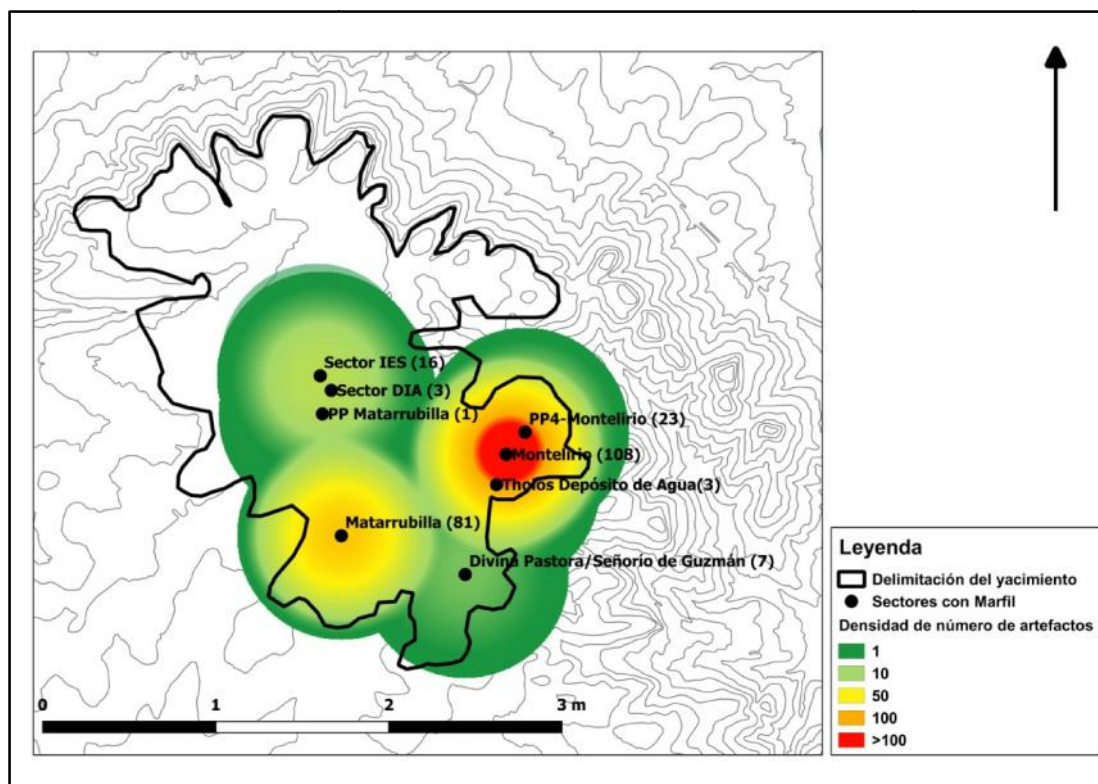 Sector IES (16)
Sector DIA (3)
PP Matarrubilla (1)
PP4-Montelirio (23)
Montelirio (108)
Tholos Depósito de Agua(3)
Matarrubilla (81)
Divina Pastora/Señorío de Guzmán (7)
0 1 2 3 m
Leyenda
Delimitación del yacimiento
Sectores con Marfil
Densidad de número de artefactos
1
10
50
100
>100